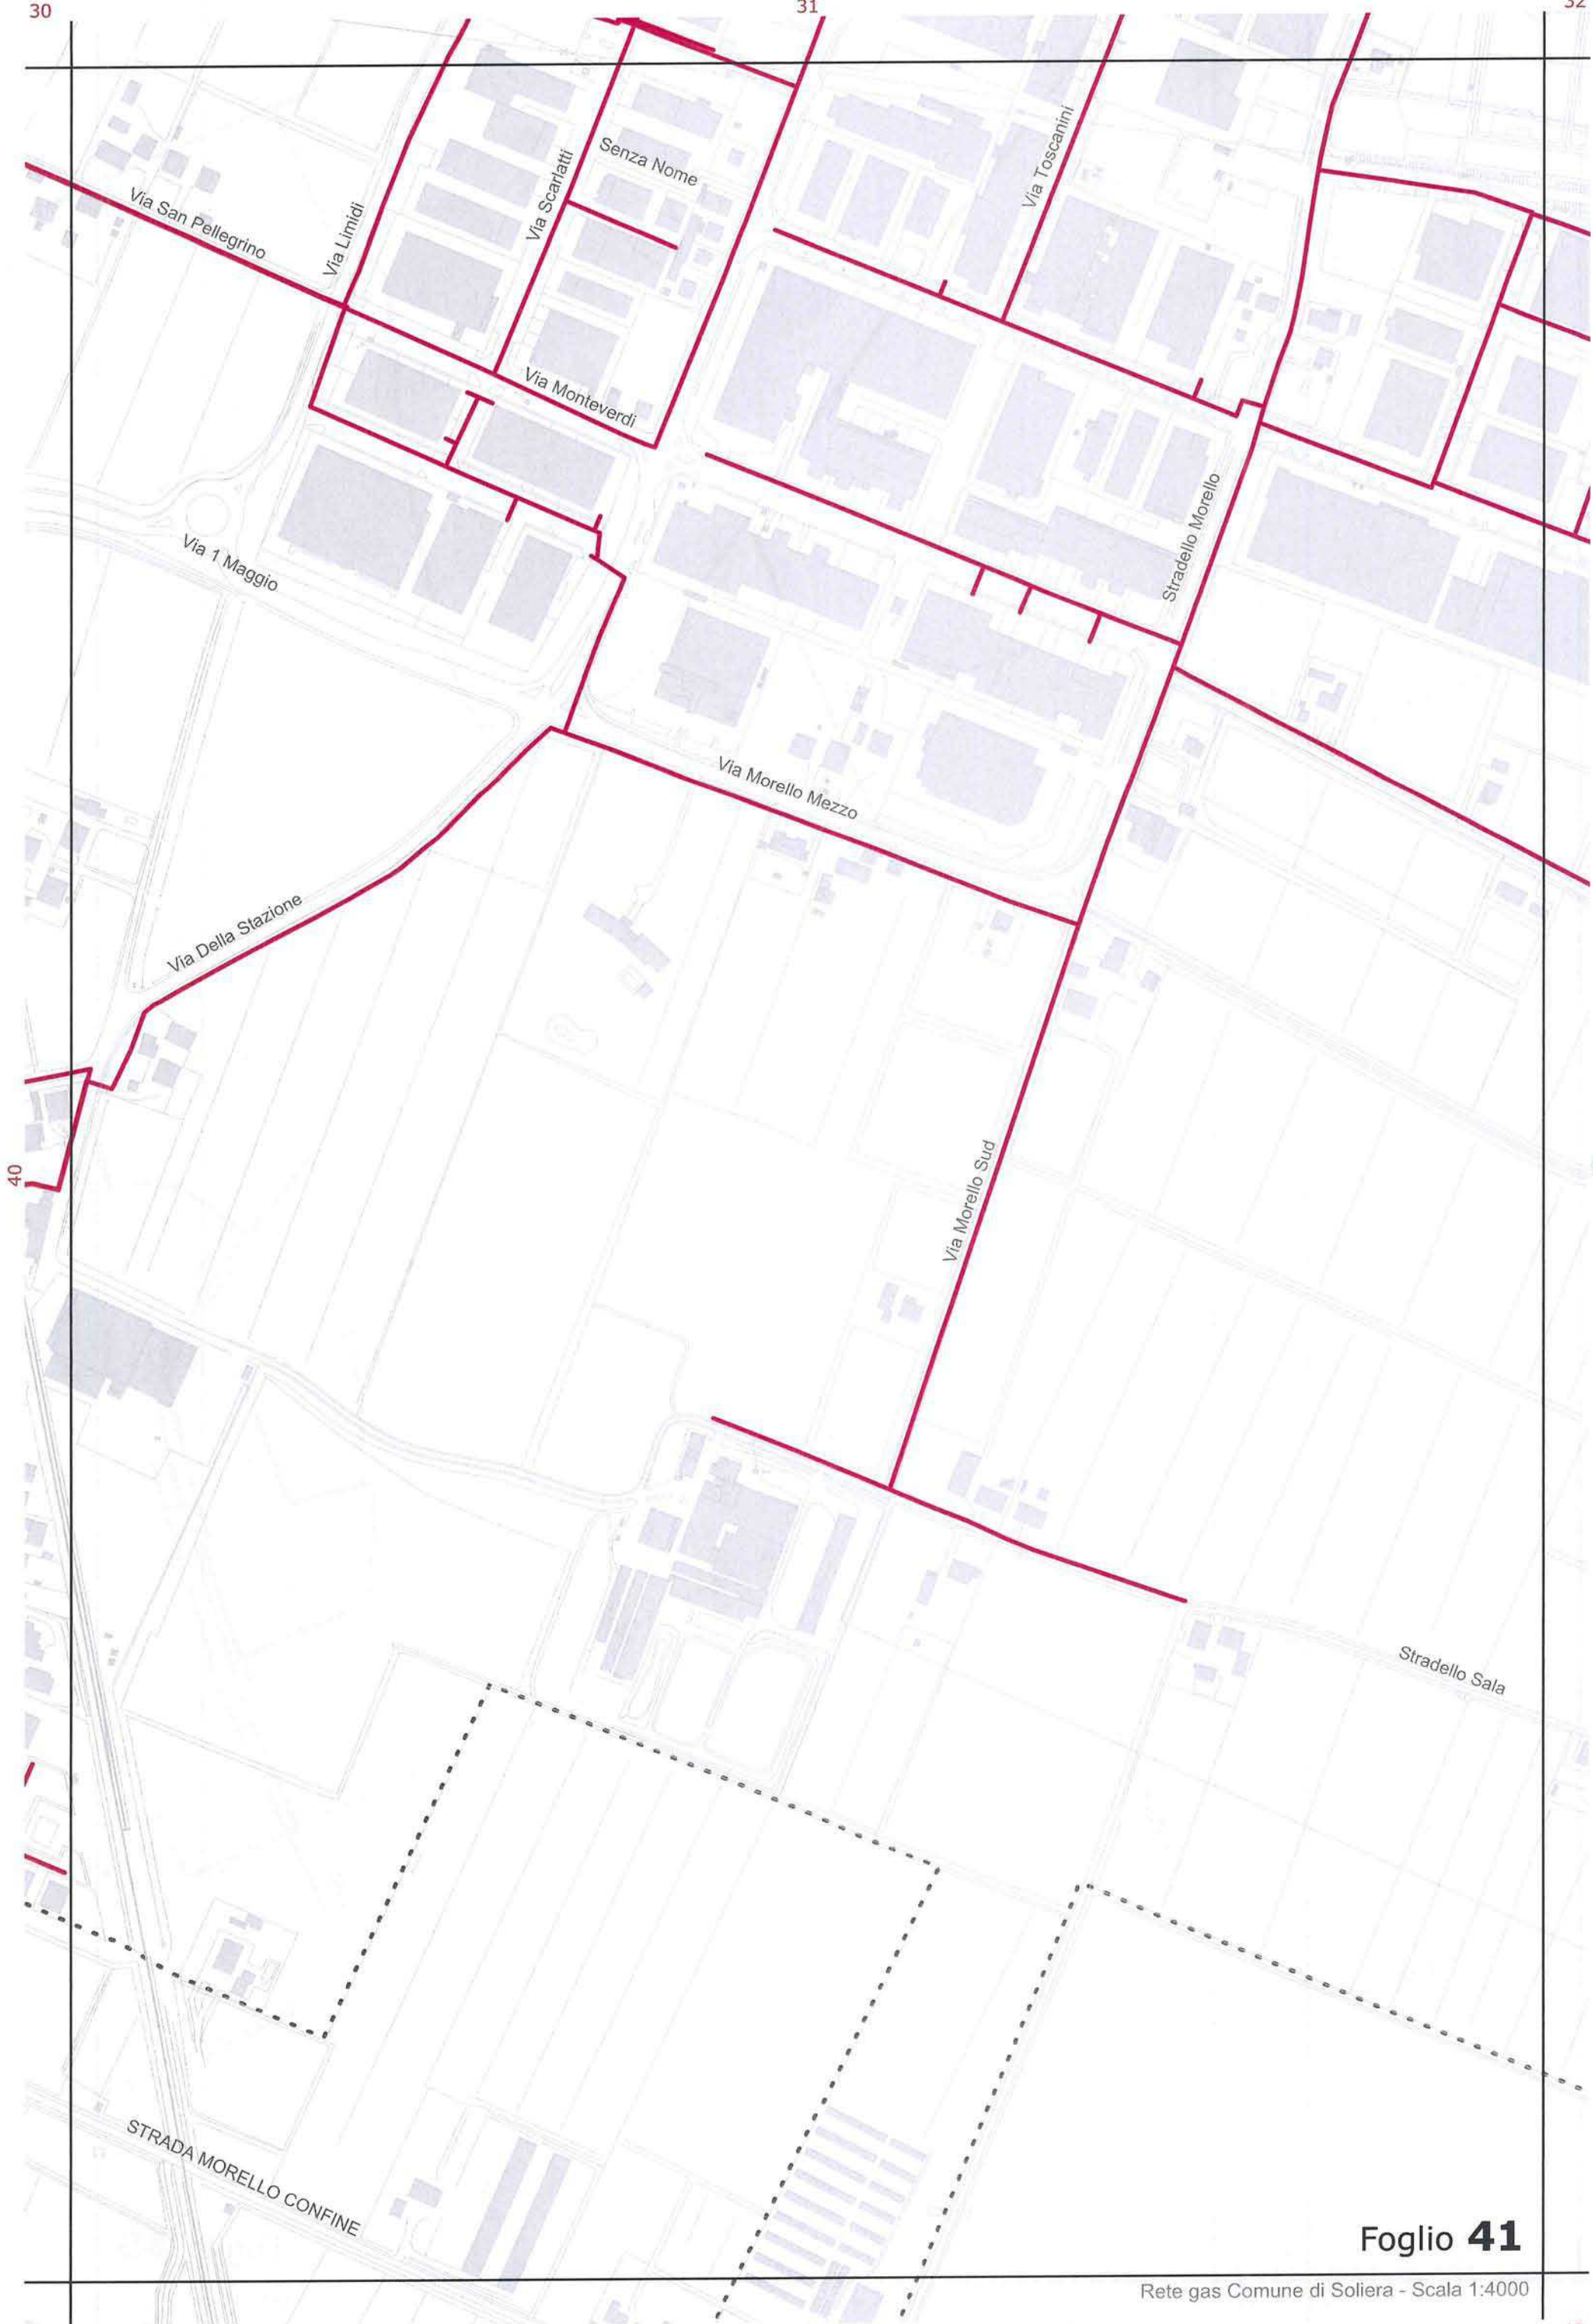 30
31
32
Via San Pellegrino
Via Limidi
Via Scarlatti
Senza Nome
Via Toscanini
Via Monteverdi
Via 1 Maggio
Stradello Morello
Via Morello Mezzo
Via Della Stazione
40
Via Morello Sud
Stradello Sala
STRADA MORELLO CONFINE
Foglio 41
Rete gas Comune di Soliera - Scala 1:4000